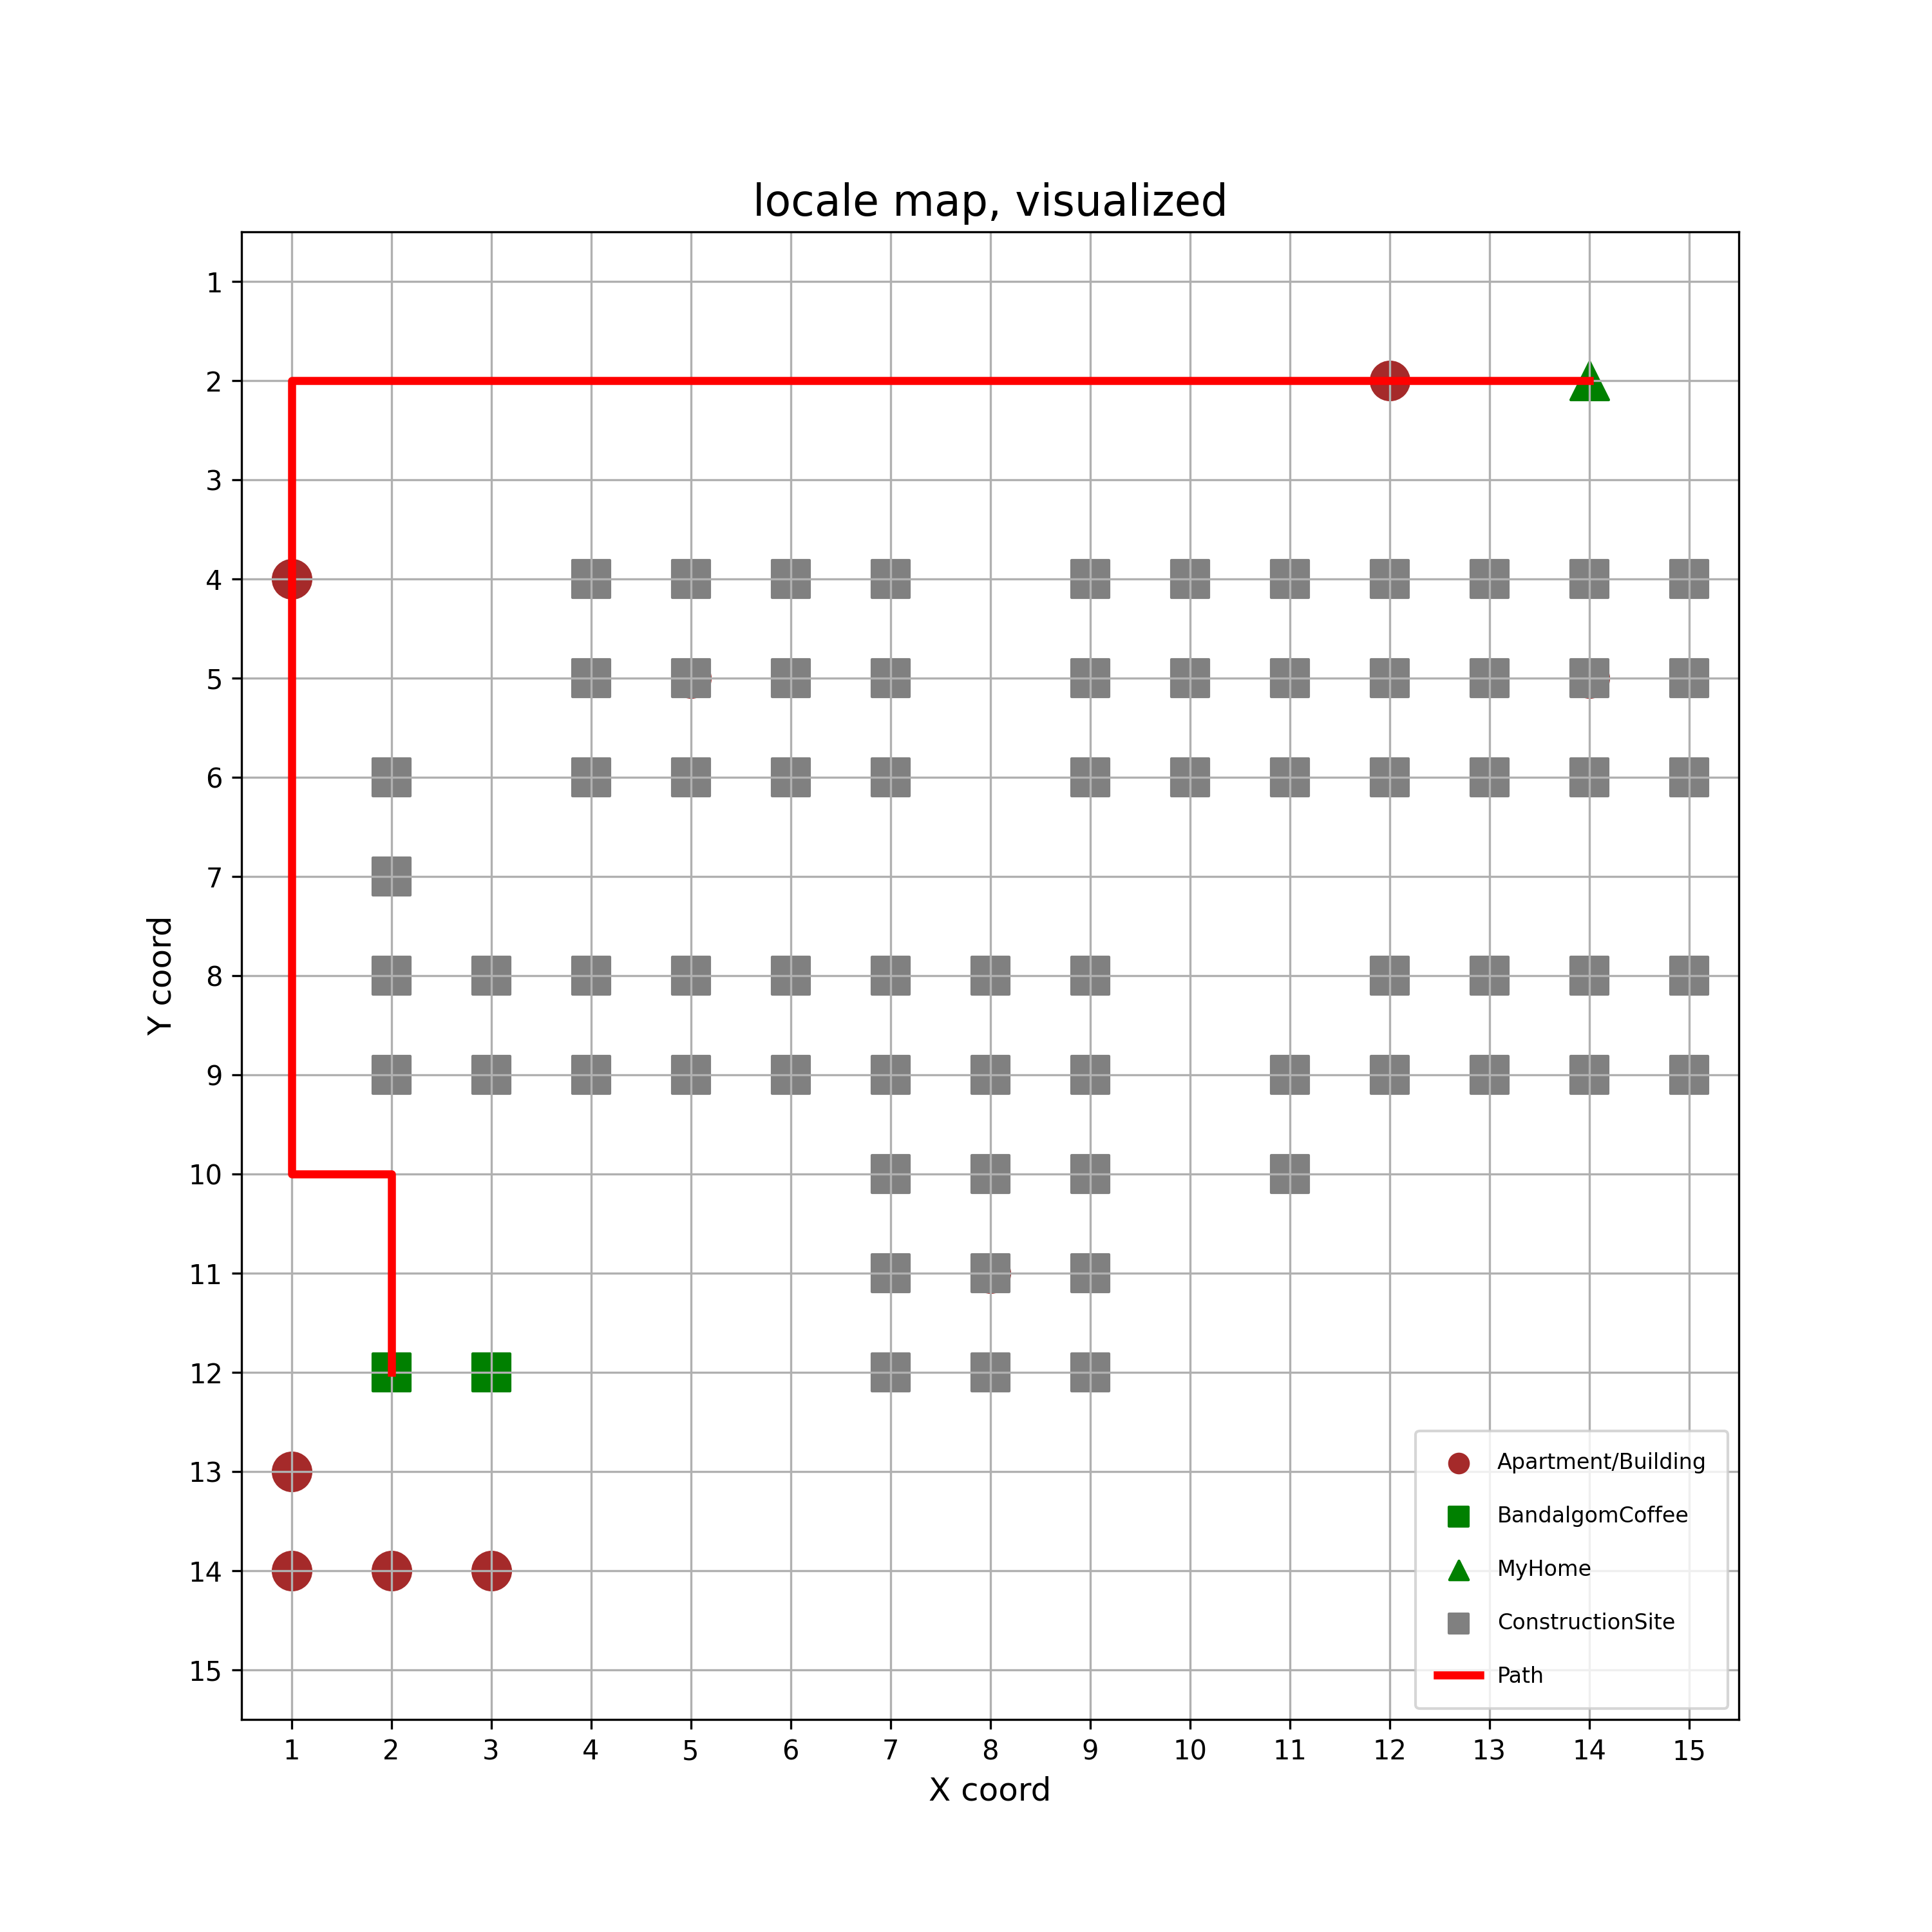 locale map, visualized
1
2
3
4
5
6
7
8
9
10
11
12
13
14
15
Y coord
Apartment/Building
BandalgomCoffee
MyHome
ConstructionSite
Path
1 2 3 4 5 6 7 8 9 10 11 12 13 14 15
X coord